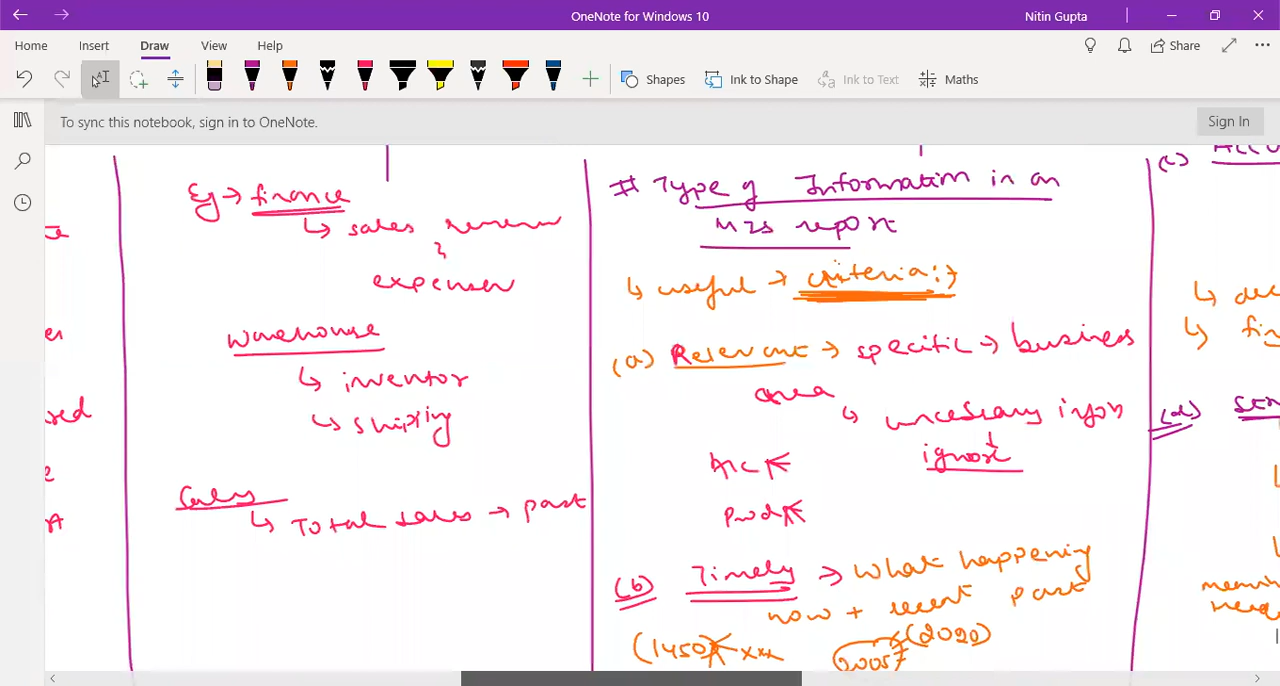 OneNote for Windows 10
Nitin Gupta
Home Insert Draw View Help
Share
Shapes Ink to Shape Ink to Text Maths
To sync this notebook, sign in to OneNote.
Sign In
Eg → finance
↳ sales revenue
expenses
Warehouse
↳ inventor
↳ Shipping
Sales
↳ Total sales → past
# Type of Information in an
MIS report
↳ useful → criteria :→
(a) Relevant → specific → business
area
↳ unnecessary infor
↓
ignore
A/c
Prod
(b) Timely → What happening
now + recent past
(1450) xxx
2005
(2020)
(c)
(d)
red